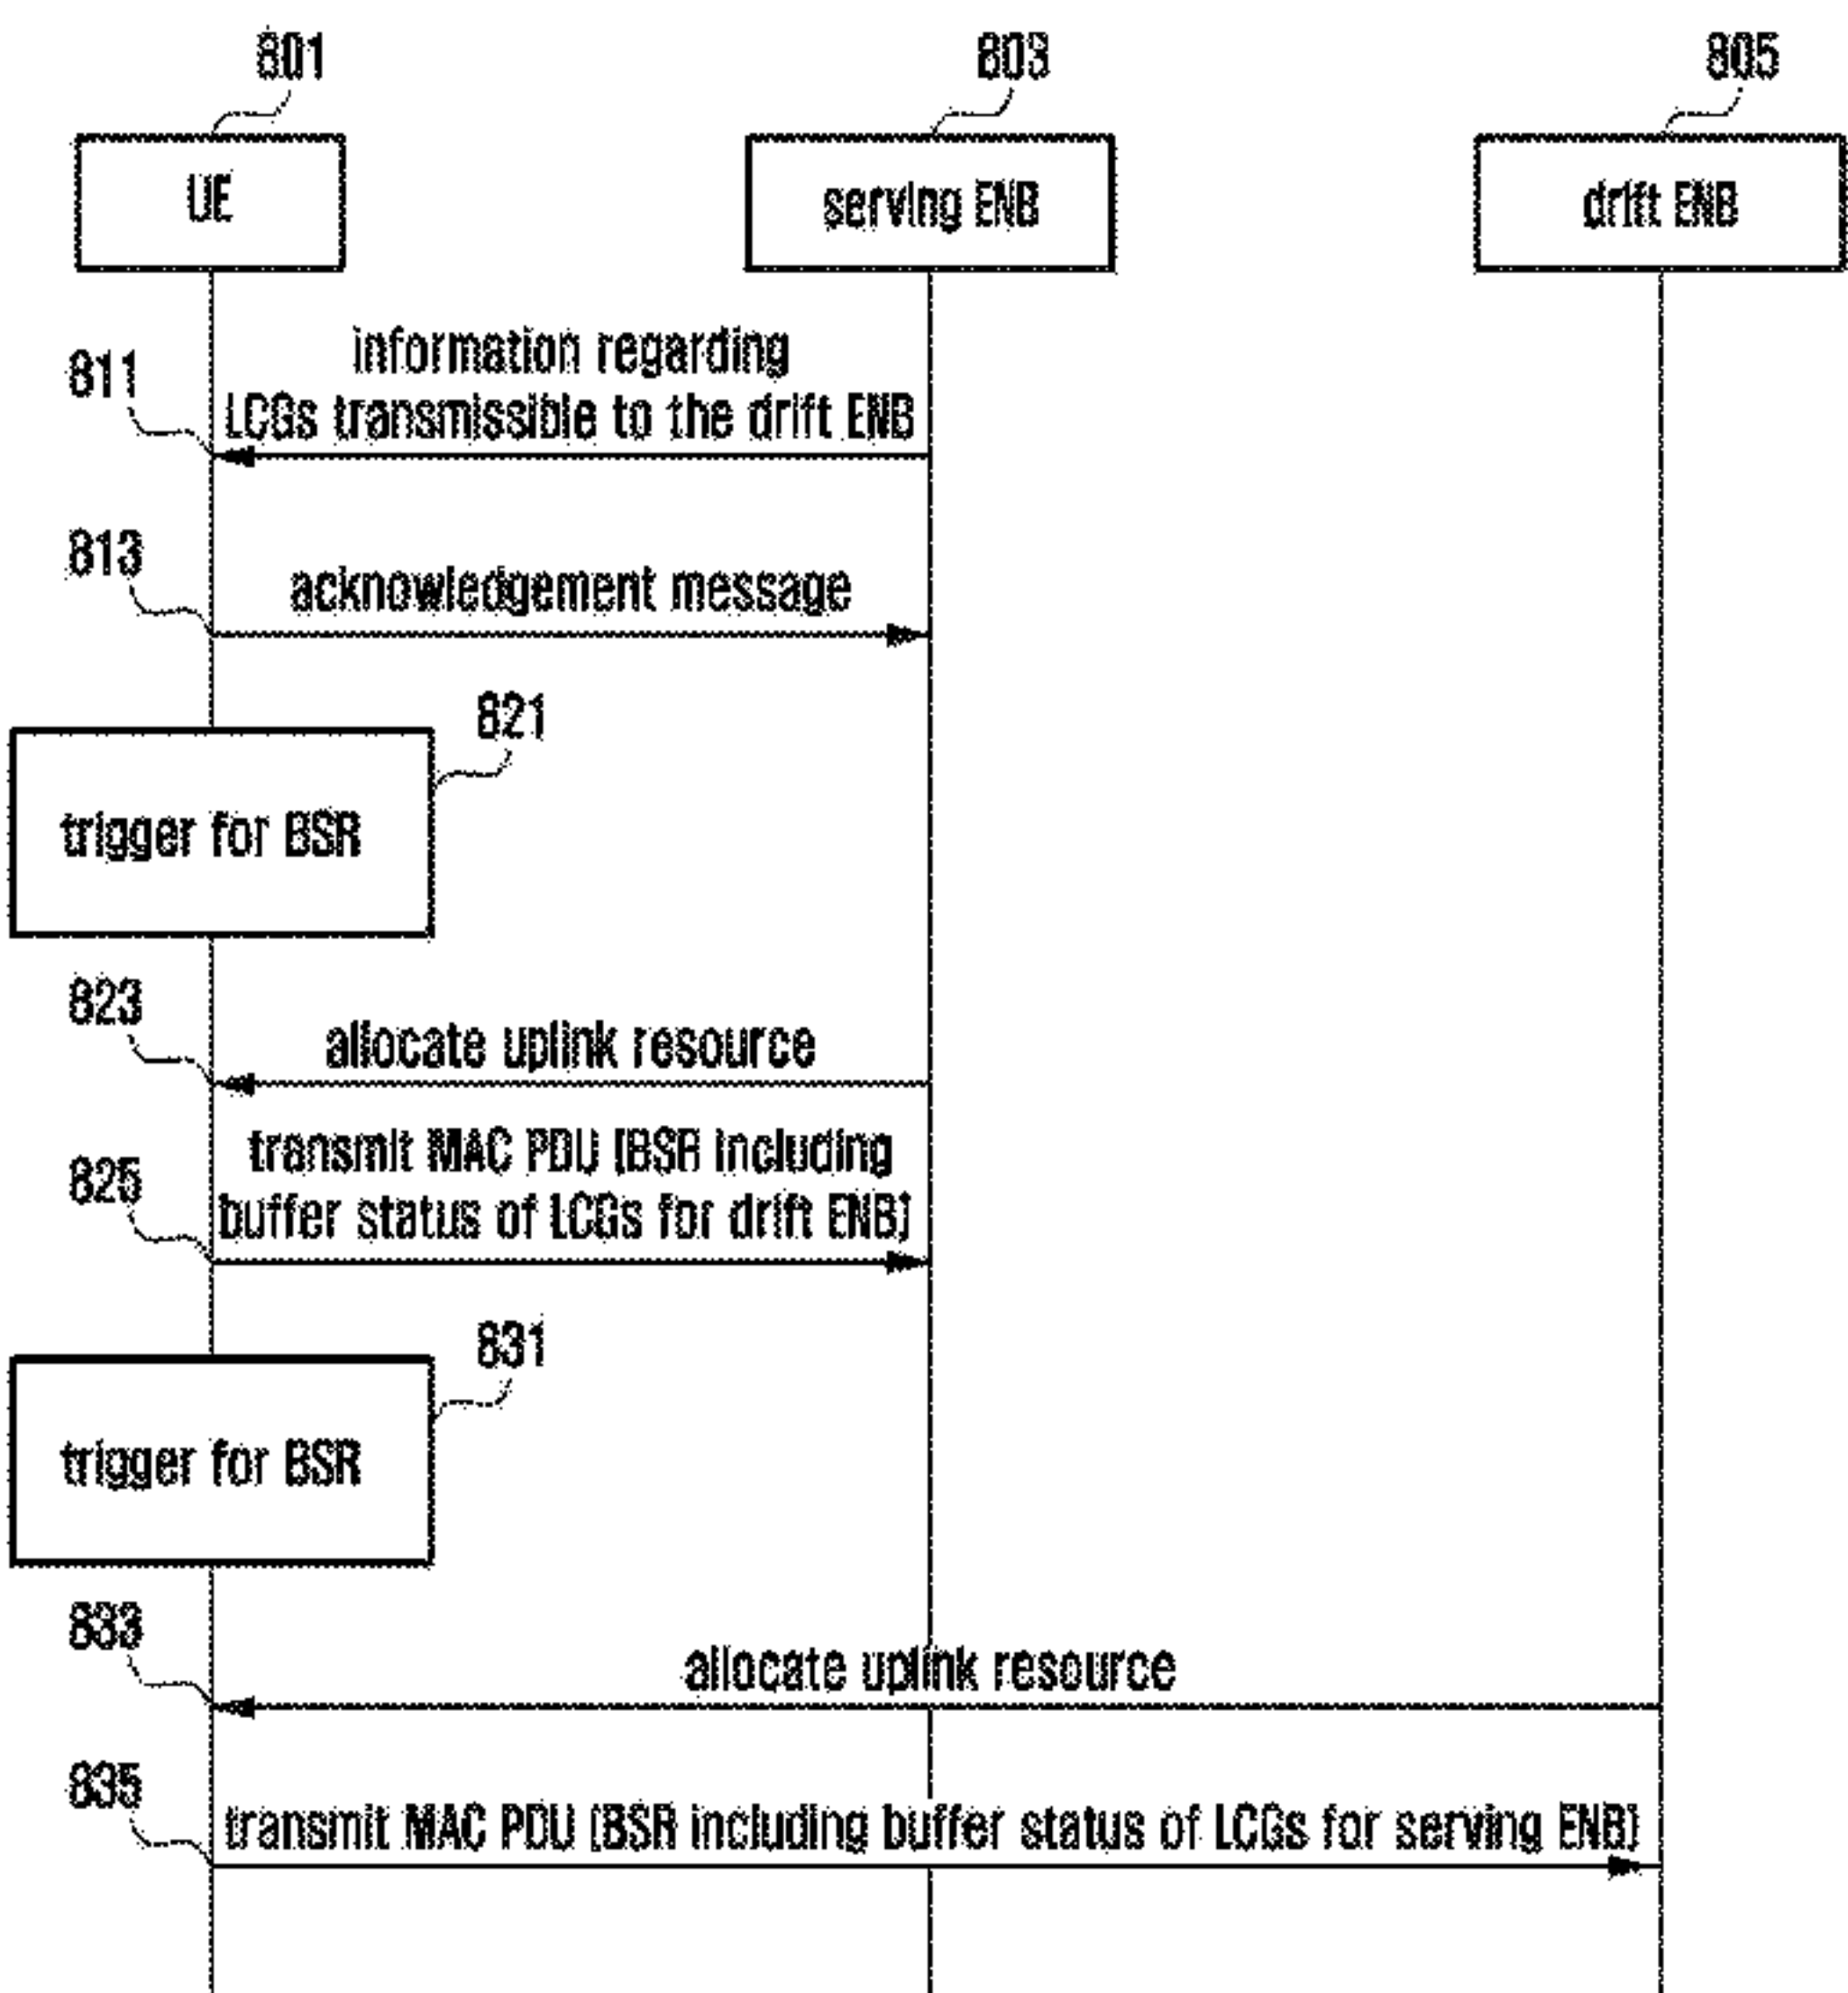 801
803
805
UE
serving ENB
drift ENB
811
information regarding
LCGs transmissible to the drift ENB
813
acknowledgement message
821
trigger for BSR
823
allocate uplink resource
825
transmit MAC PDU [BSR including
buffer status of LCGs for drift ENB]
831
trigger for BSR
833
allocate uplink resource
835
transmit MAC PDU [BSR including buffer status of LCGs for serving ENB]